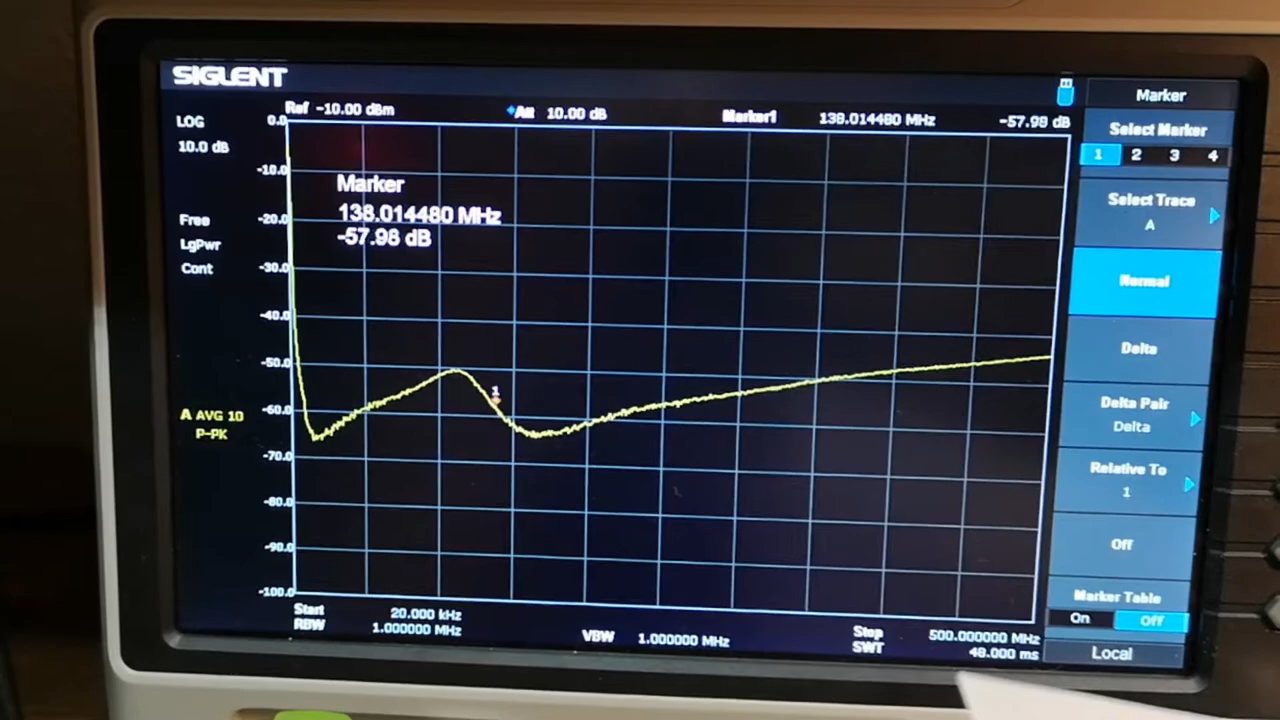 SIGLENT
Marker
Ref -10.00 dBm
Att 10.00 dB
Marker1
138.014480 MHz
-57.98 dB
LOG
10.0 dB
Free
LgPwr
Cont
A AVG 10
P-PK
0.0
-10.0
-20.0
-30.0
-40.0
-50.0
-60.0
-70.0
-80.0
-90.0
-100.0
Marker
138.014480 MHz
-57.98 dB
1
Select Marker
1 2 3 4
Select Trace
A
Normal
Delta
Delta Pair
Delta
Relative To
1
Off
Marker Table
On Off
Local
Start 20.000 kHz
RBW 1.000000 MHz
VBW 1.000000 MHz
Stop 500.000000 MHz
SWT 48.000 ms